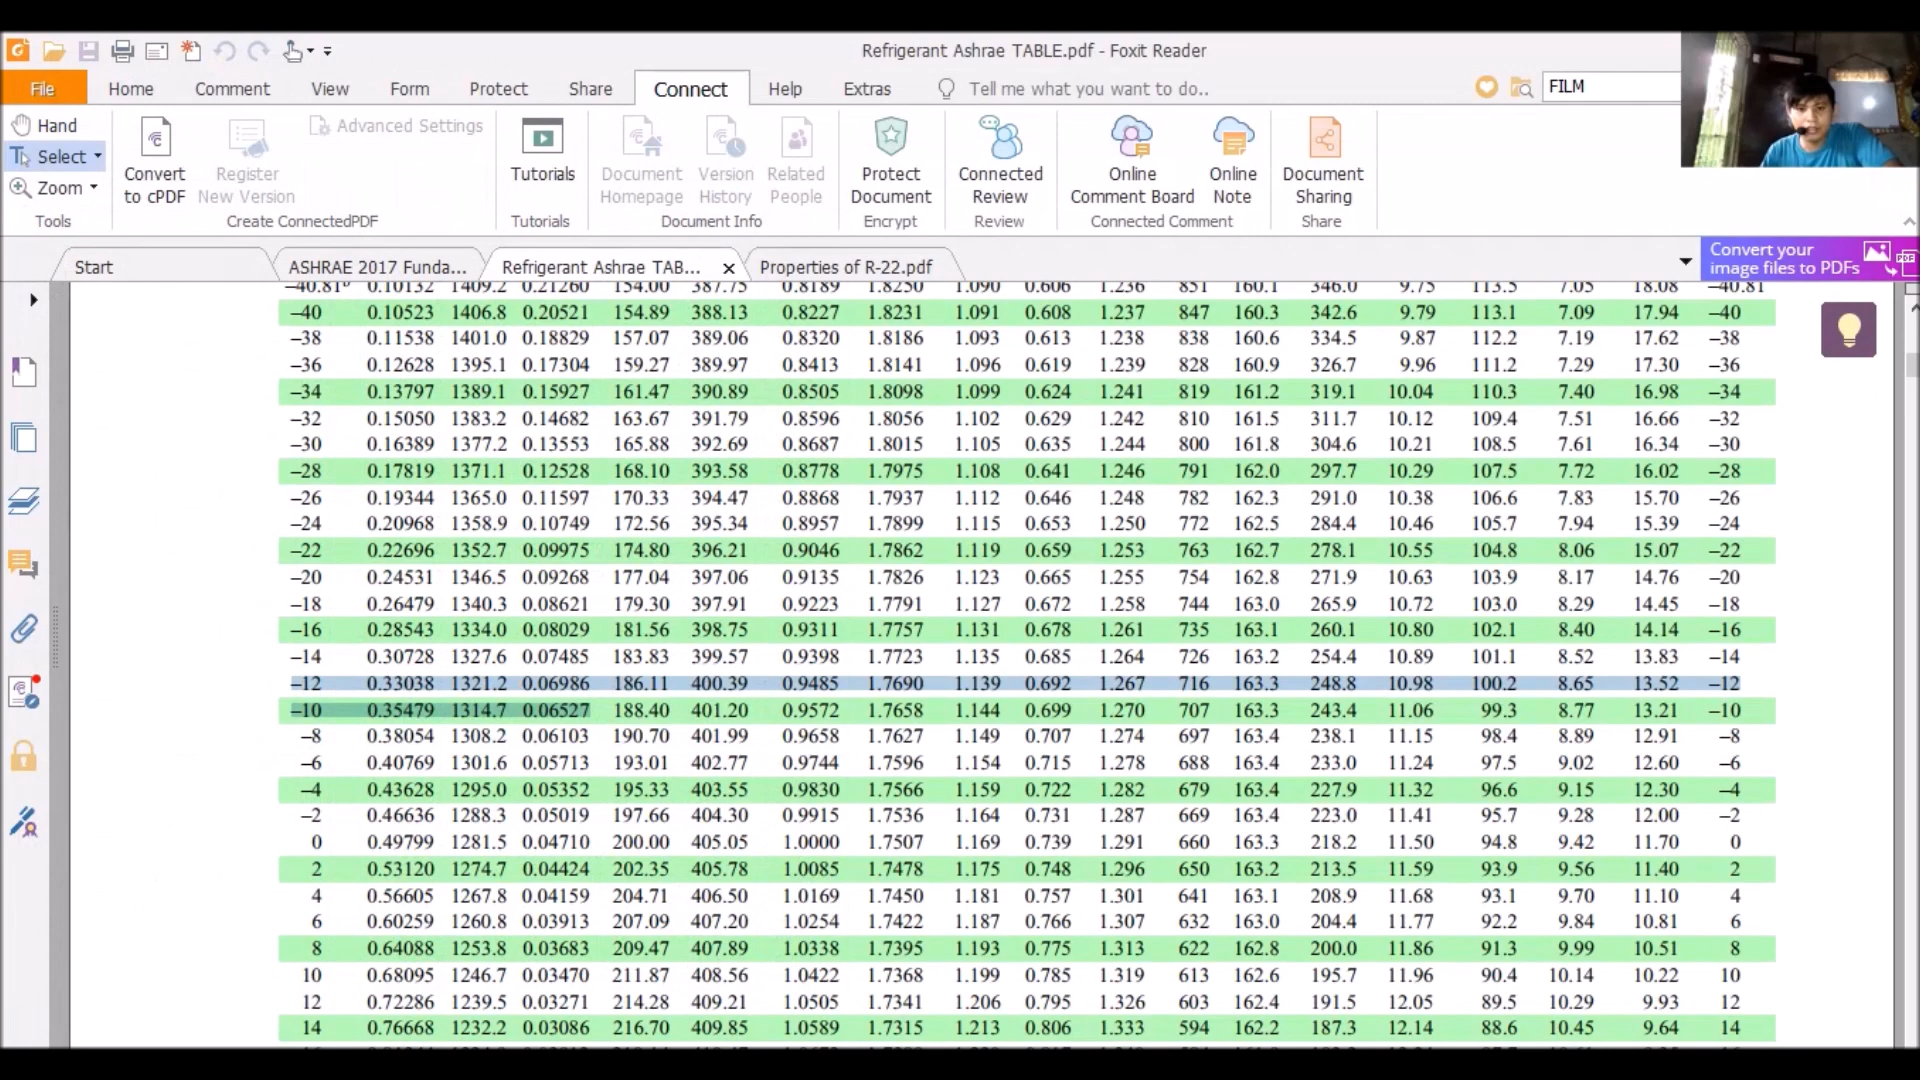 Refrigerant Ashrae TABLE.pdf - Foxit Reader
File Home Comment View Form Protect Share Connect Help Extras Tell me what you want to do.. FILM
Hand
Select
Zoom
Tools
Convert to cPDF
Register New Version
Advanced Settings
Create ConnectedPDF
Tutorials
Tutorials
Document Homepage
Version History
Related People
Document Info
Protect Document
Encrypt
Connected Review
Review
Online Comment Board
Online Note
Connected Comment
Document Sharing
Share
Start
ASHRAE 2017 Funda...
Refrigerant Ashrae TAB...
Properties of R-22.pdf
Convert your
image files to PDFs
–40.81b 0.10132 1409.2 0.21260 154.00 387.75 0.8189 1.8250 1.090 0.606 1.236 851 160.1 346.0 9.75 113.5 7.05 18.08 –40.81
–40 0.10523 1406.8 0.20521 154.89 388.13 0.8227 1.8231 1.091 0.608 1.237 847 160.3 342.6 9.79 113.1 7.09 17.94 –40
–38 0.11538 1401.0 0.18829 157.07 389.06 0.8320 1.8186 1.093 0.613 1.238 838 160.6 334.5 9.87 112.2 7.19 17.62 –38
–36 0.12628 1395.1 0.17304 159.27 389.97 0.8413 1.8141 1.096 0.619 1.239 828 160.9 326.7 9.96 111.2 7.29 17.30 –36
–34 0.13797 1389.1 0.15927 161.47 390.89 0.8505 1.8098 1.099 0.624 1.241 819 161.2 319.1 10.04 110.3 7.40 16.98 –34
–32 0.15050 1383.2 0.14682 163.67 391.79 0.8596 1.8056 1.102 0.629 1.242 810 161.5 311.7 10.12 109.4 7.51 16.66 –32
–30 0.16389 1377.2 0.13553 165.88 392.69 0.8687 1.8015 1.105 0.635 1.244 800 161.8 304.6 10.21 108.5 7.61 16.34 –30
–28 0.17819 1371.1 0.12528 168.10 393.58 0.8778 1.7975 1.108 0.641 1.246 791 162.0 297.7 10.29 107.5 7.72 16.02 –28
–26 0.19344 1365.0 0.11597 170.33 394.47 0.8868 1.7937 1.112 0.646 1.248 782 162.3 291.0 10.38 106.6 7.83 15.70 –26
–24 0.20968 1358.9 0.10749 172.56 395.34 0.8957 1.7899 1.115 0.653 1.250 772 162.5 284.4 10.46 105.7 7.94 15.39 –24
–22 0.22696 1352.7 0.09975 174.80 396.21 0.9046 1.7862 1.119 0.659 1.253 763 162.7 278.1 10.55 104.8 8.06 15.07 –22
–20 0.24531 1346.5 0.09268 177.04 397.06 0.9135 1.7826 1.123 0.665 1.255 754 162.8 271.9 10.63 103.9 8.17 14.76 –20
–18 0.26479 1340.3 0.08621 179.30 397.91 0.9223 1.7791 1.127 0.672 1.258 744 163.0 265.9 10.72 103.0 8.29 14.45 –18
–16 0.28543 1334.0 0.08029 181.56 398.75 0.9311 1.7757 1.131 0.678 1.261 735 163.1 260.1 10.80 102.1 8.40 14.14 –16
–14 0.30728 1327.6 0.07485 183.83 399.57 0.9398 1.7723 1.135 0.685 1.264 726 163.2 254.4 10.89 101.1 8.52 13.83 –14
–12 0.33038 1321.2 0.06986 186.11 400.39 0.9485 1.7690 1.139 0.692 1.267 716 163.3 248.8 10.98 100.2 8.65 13.52 –12
–10 0.35479 1314.7 0.06527 188.40 401.20 0.9572 1.7658 1.144 0.699 1.270 707 163.3 243.4 11.06 99.3 8.77 13.21 –10
–8 0.38054 1308.2 0.06103 190.70 401.99 0.9658 1.7627 1.149 0.707 1.274 697 163.4 238.1 11.15 98.4 8.89 12.91 –8
–6 0.40769 1301.6 0.05713 193.01 402.77 0.9744 1.7596 1.154 0.715 1.278 688 163.4 233.0 11.24 97.5 9.02 12.60 –6
–4 0.43628 1295.0 0.05352 195.33 403.55 0.9830 1.7566 1.159 0.722 1.282 679 163.4 227.9 11.32 96.6 9.15 12.30 –4
–2 0.46636 1288.3 0.05019 197.66 404.30 0.9915 1.7536 1.164 0.731 1.287 669 163.4 223.0 11.41 95.7 9.28 12.00 –2
0 0.49799 1281.5 0.04710 200.00 405.05 1.0000 1.7507 1.169 0.739 1.291 660 163.3 218.2 11.50 94.8 9.42 11.70 0
2 0.53120 1274.7 0.04424 202.35 405.78 1.0085 1.7478 1.175 0.748 1.296 650 163.2 213.5 11.59 93.9 9.56 11.40 2
4 0.56605 1267.8 0.04159 204.71 406.50 1.0169 1.7450 1.181 0.757 1.301 641 163.1 208.9 11.68 93.1 9.70 11.10 4
6 0.60259 1260.8 0.03913 207.09 407.20 1.0254 1.7422 1.187 0.766 1.307 632 163.0 204.4 11.77 92.2 9.84 10.81 6
8 0.64088 1253.8 0.03683 209.47 407.89 1.0338 1.7395 1.193 0.775 1.313 622 162.8 200.0 11.86 91.3 9.99 10.51 8
10 0.68095 1246.7 0.03470 211.87 408.56 1.0422 1.7368 1.199 0.785 1.319 613 162.6 195.7 11.96 90.4 10.14 10.22 10
12 0.72286 1239.5 0.03271 214.28 409.21 1.0505 1.7341 1.206 0.795 1.326 603 162.4 191.5 12.05 89.5 10.29 9.93 12
14 0.76668 1232.2 0.03086 216.70 409.85 1.0589 1.7315 1.213 0.806 1.333 594 162.2 187.3 12.14 88.6 10.45 9.64 14